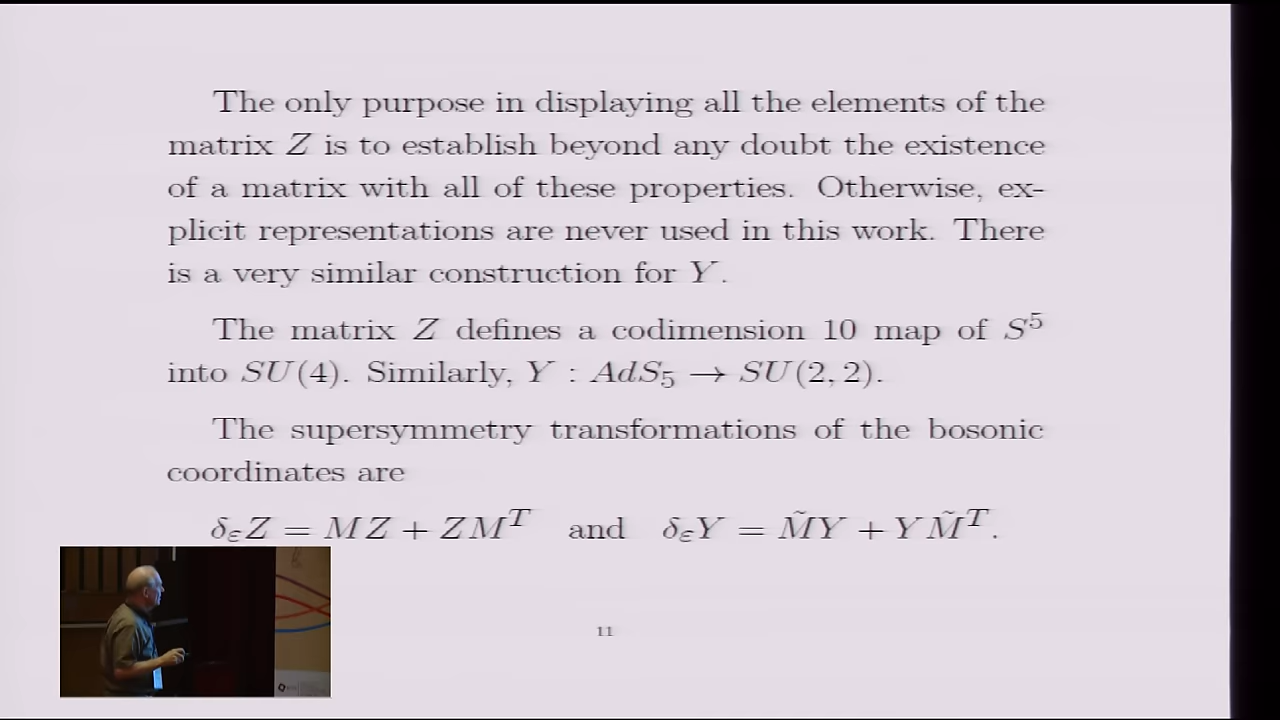 The only purpose in displaying all the elements of the
matrix Z is to establish beyond any doubt the existence
of a matrix with all of these properties. Otherwise, ex-
plicit representations are never used in this work. There
is a very similar construction for Y.
The matrix Z defines a codimension 10 map of S⁵
into SU(4). Similarly, Y : AdS₅ → SU(2, 2).
The supersymmetry transformations of the bosonic
coordinates are
δ_ε Z = MZ + ZM^T and δ_ε Y = M̃Y + Y M̃^T.
11